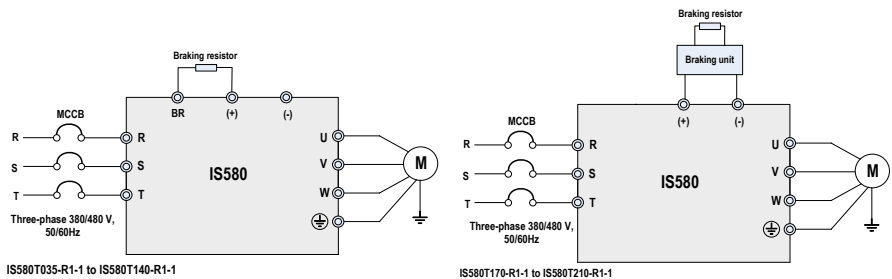 Braking resistor
BR
(+)
(-)
MCCB
R
S
T
R
S
T
IS580
U
V
W
M
Three-phase 380/480 V,
50/60Hz
IS580T035-R1-1 to IS580T140-R1-1
Braking resistor
Braking unit
(+)
(-)
MCCB
R
S
T
R
S
T
IS580
U
V
W
M
Three-phase 380/480 V,
50/60Hz
IS580T170-R1-1 to IS580T210-R1-1